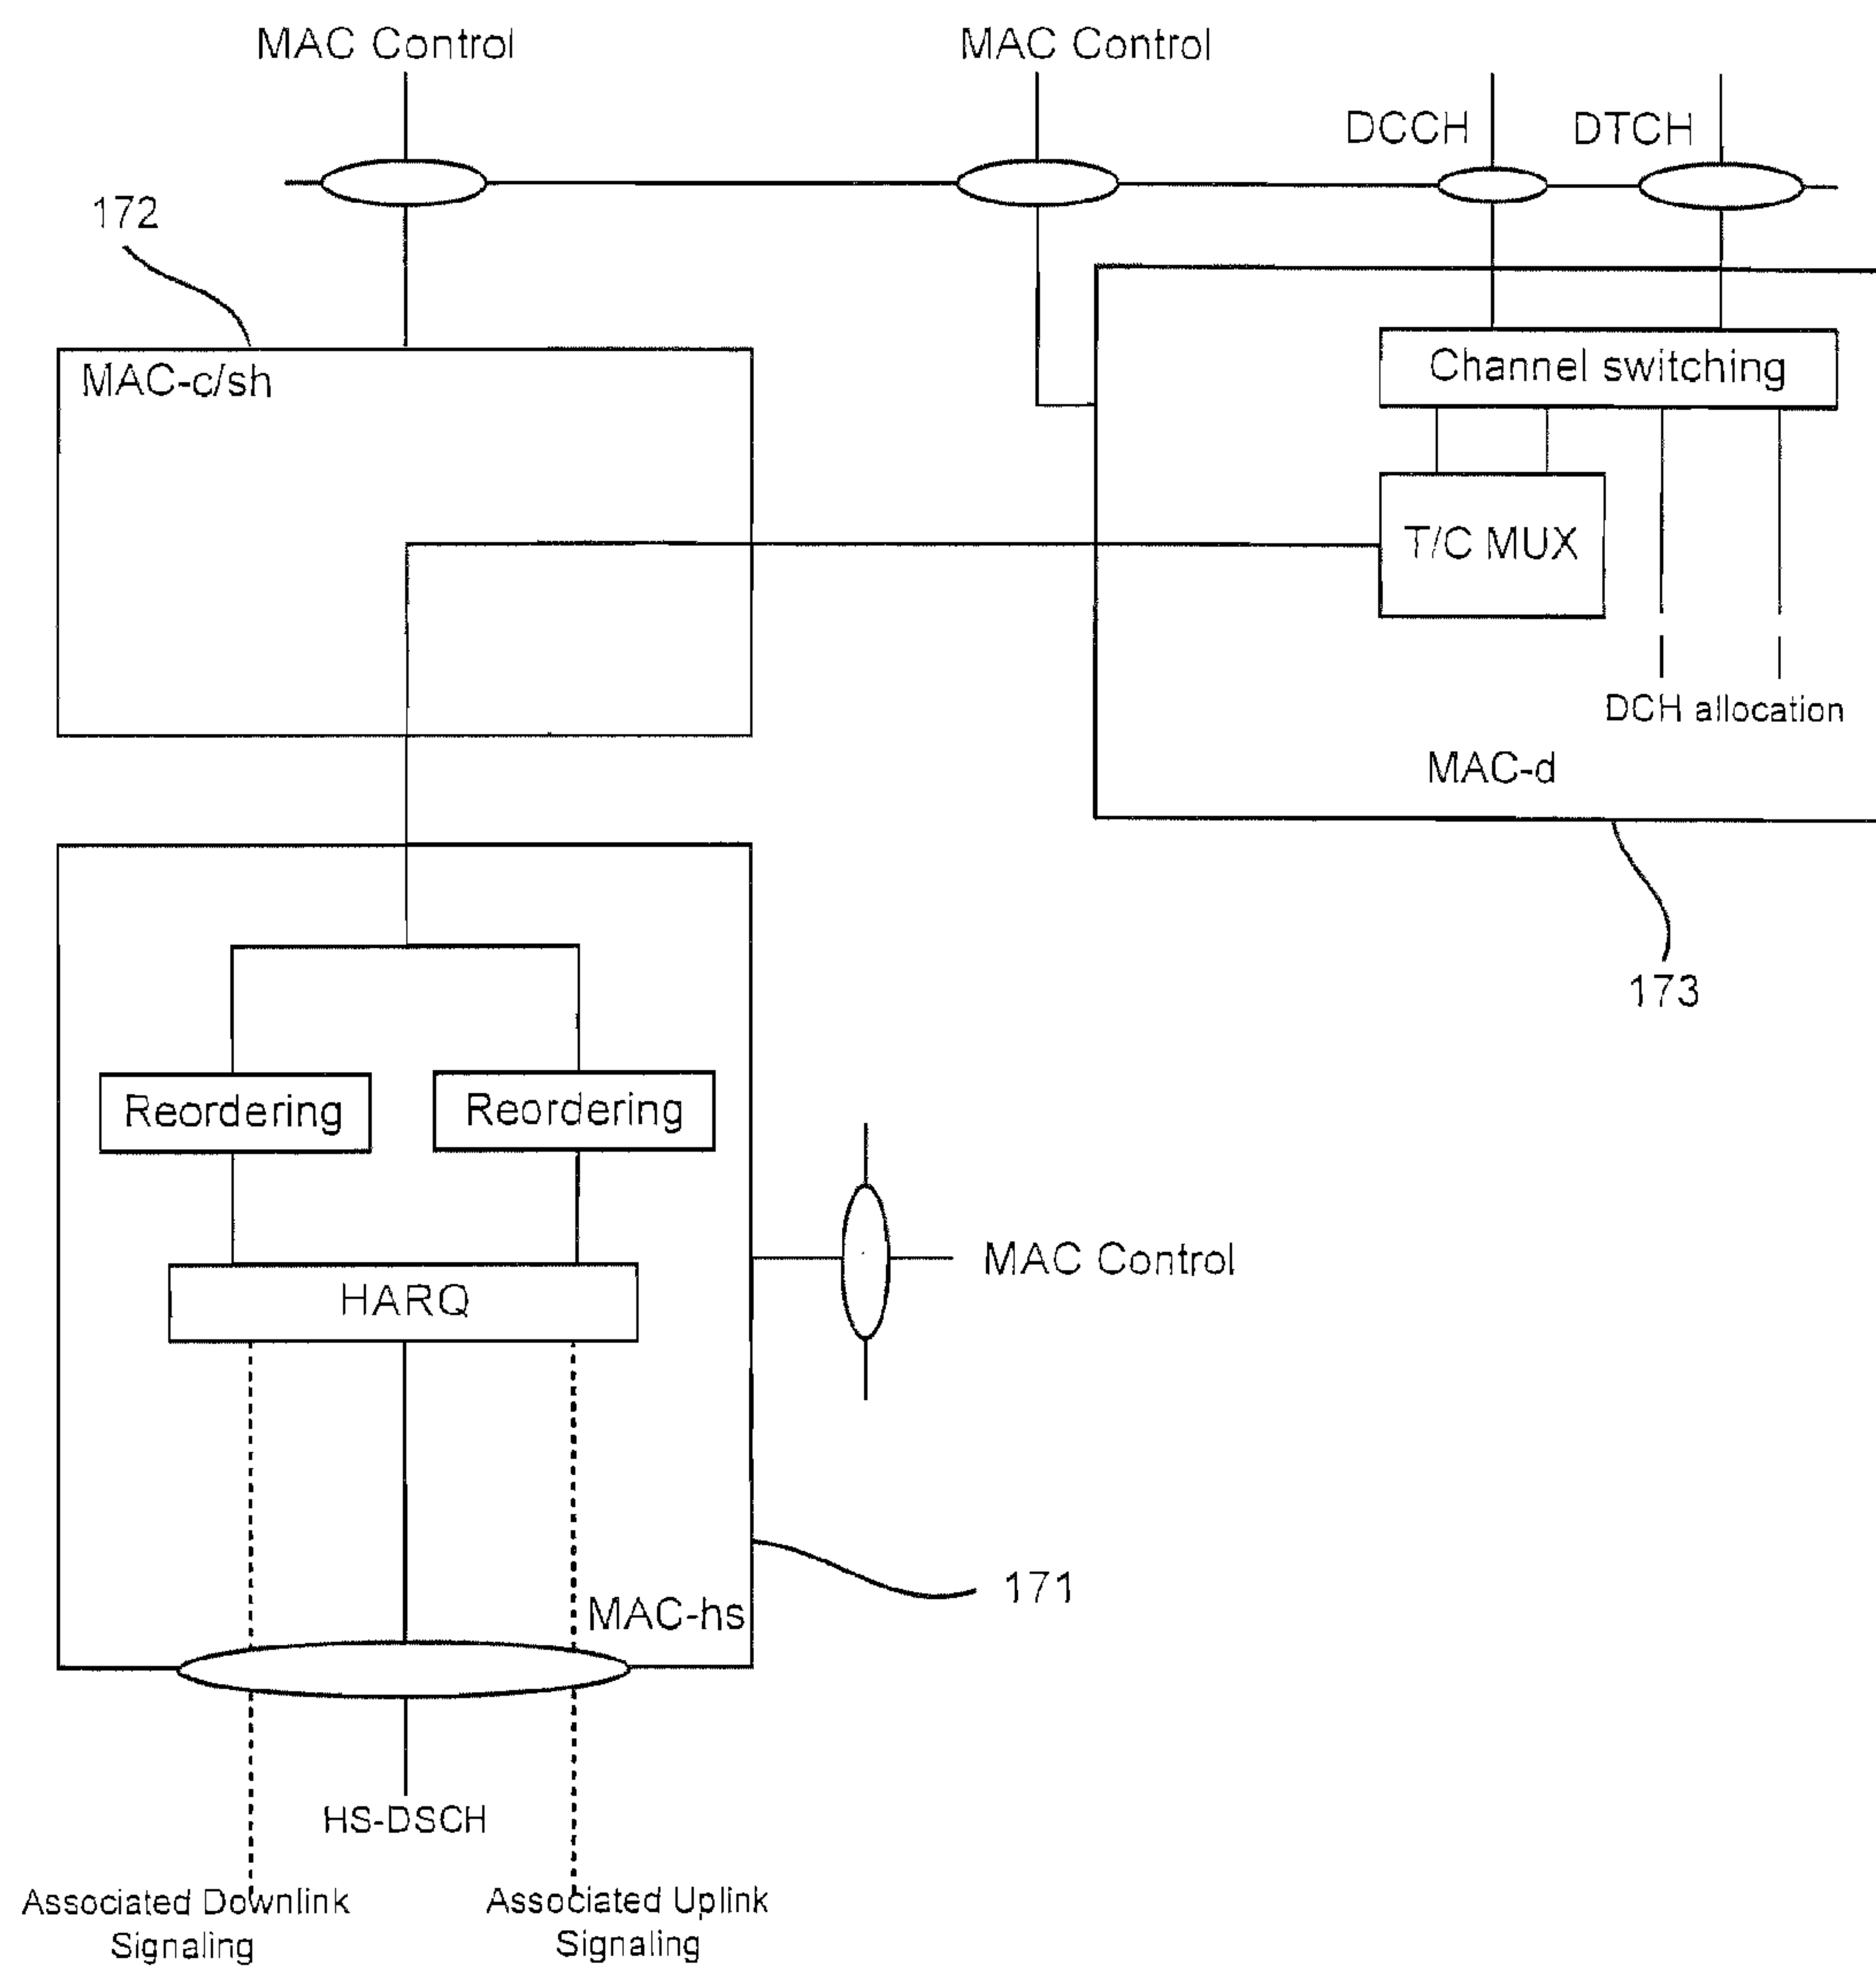 MAC Control
MAC Control
DCCH
DTCH
172
MAC-c/sh
Channel switching
T/C MUX
DCH allocation
MAC-d
173
Reordering
Reordering
MAC Control
HARQ
171
MAC-hs
HS-DSCH
Associated Downlink
Signaling
Associated Uplink
Signaling